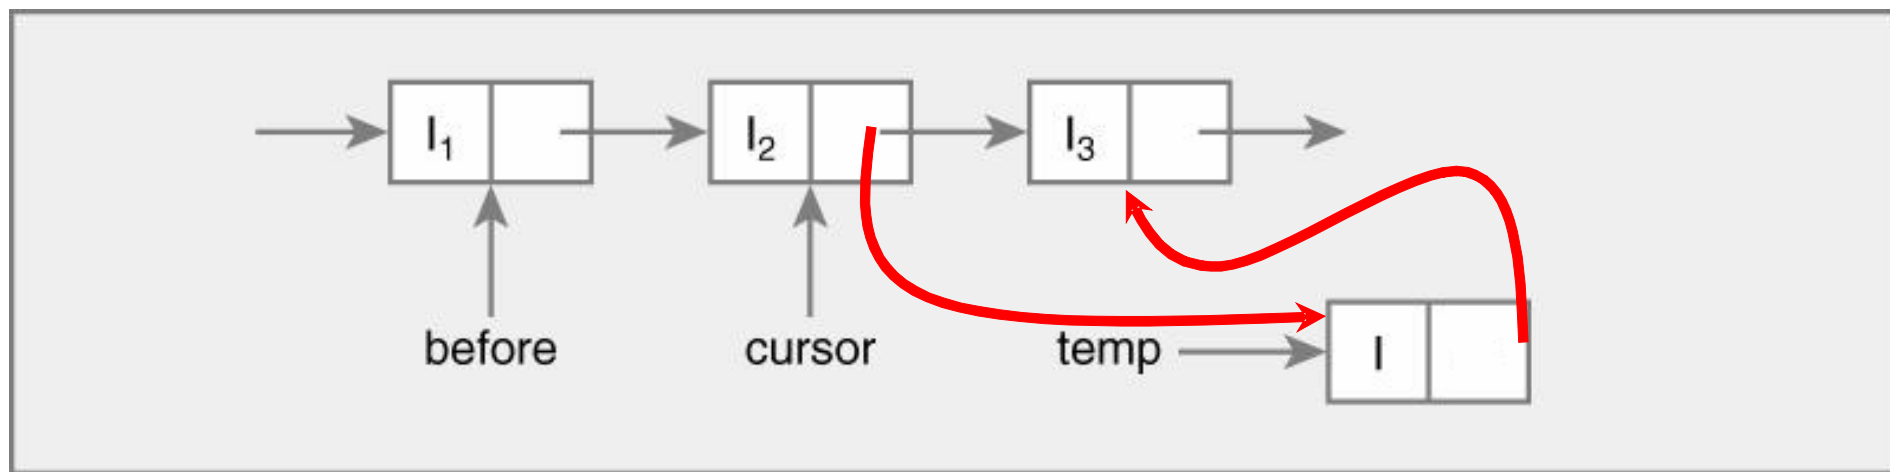 I₁ I₂ I₃
before cursor temp I